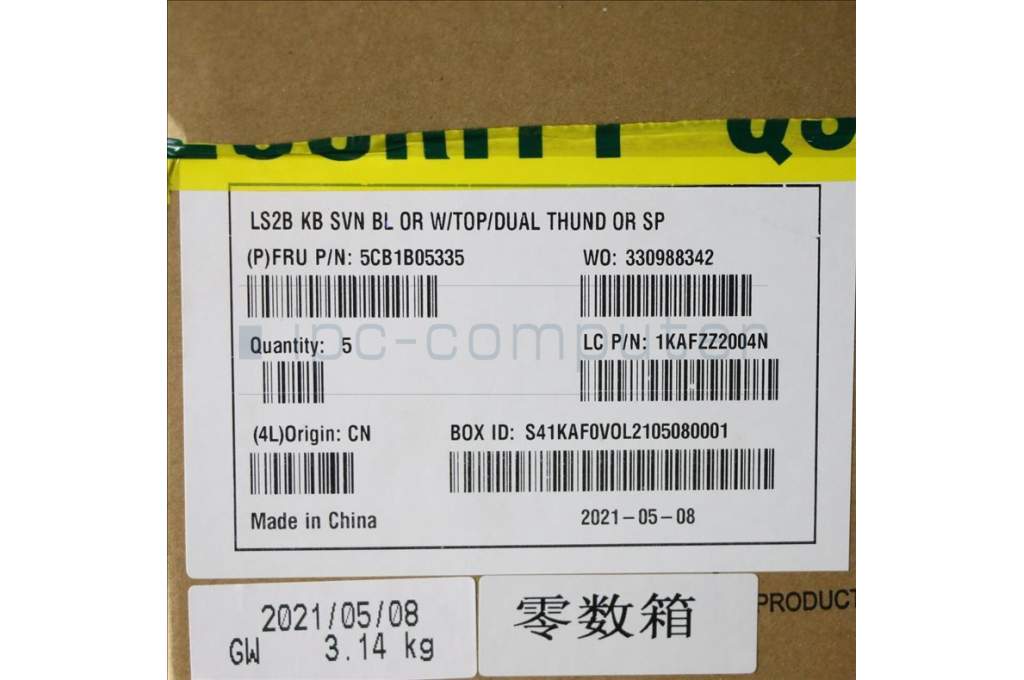 SECURITY QS
LS2B KB SVN BL OR W/TOP/DUAL THUND OR SP
(P)FRU P/N: 5CB1B05335 WO: 330988342
ipc-computer
Quantity: 5 LC P/N: 1KAFZZ2004N
(4L)Origin: CN BOX ID: S41KAF0VOL2105080001
Made in China 2021-05-08
2021/05/08 零数箱 PRODUCT
GW 3.14 kg